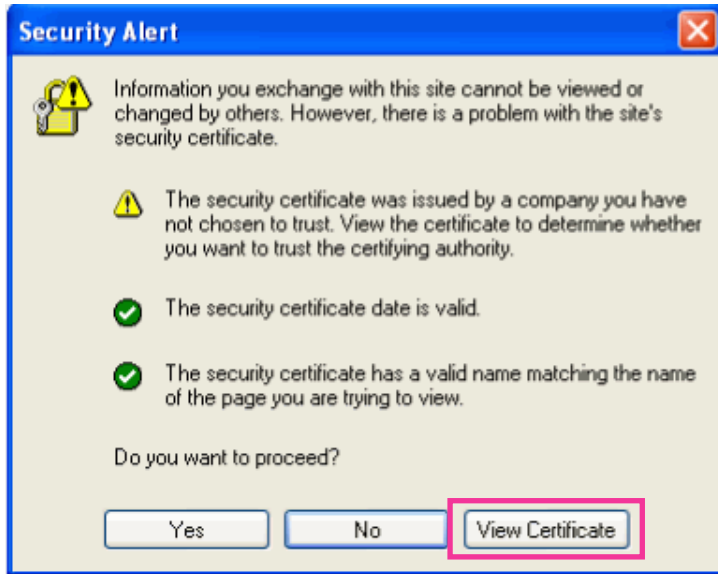 Security Alert
Information you exchange with this site cannot be viewed or
changed by others. However, there is a problem with the site's
security certificate.
The security certificate was issued by a company you have
not chosen to trust. View the certificate to determine whether
you want to trust the certifying authority.
The security certificate date is valid.
The security certificate has a valid name matching the name
of the page you are trying to view.
Do you want to proceed?
Yes No View Certificate